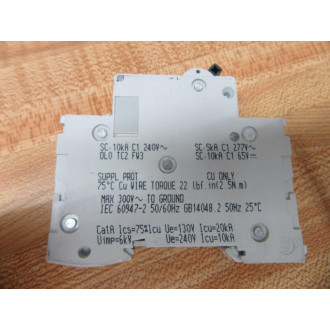 SC 10kA C1 240V~
OLO TC2 FW3
SC 5kA C1 277V~
SC 10kA C1 65V⎓
SUPPL PROT CU ONLY
75°C Cu WIRE TORQUE 22 lbf.in(2.5N.m)
MAX 300V~ TO GROUND
IEC 60947-2 50/60Hz GB14048.2 50Hz 25°C
CatA Ics=75%Icu Ue=130V Icu=20kA
Uimp=6kV Ue=240V Icu=10kA